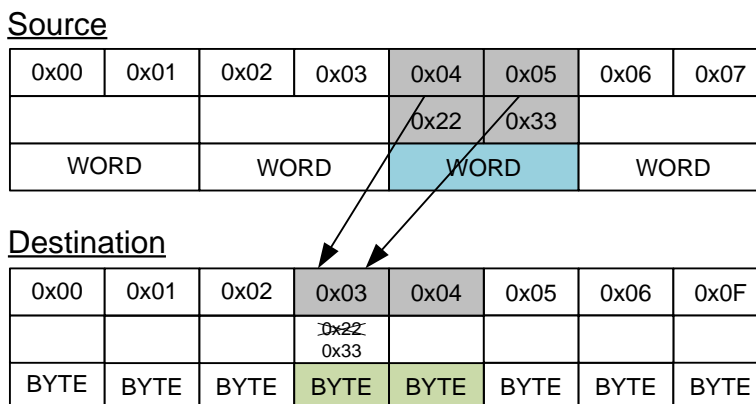 Source
0x00 0x01 0x02 0x03 0x04 0x05 0x06 0x07
0x22 0x33
WORD WORD WORD WORD
Destination
0x00 0x01 0x02 0x03 0x04 0x05 0x06 0x0F
0x22
0x33
BYTE BYTE BYTE BYTE BYTE BYTE BYTE BYTE